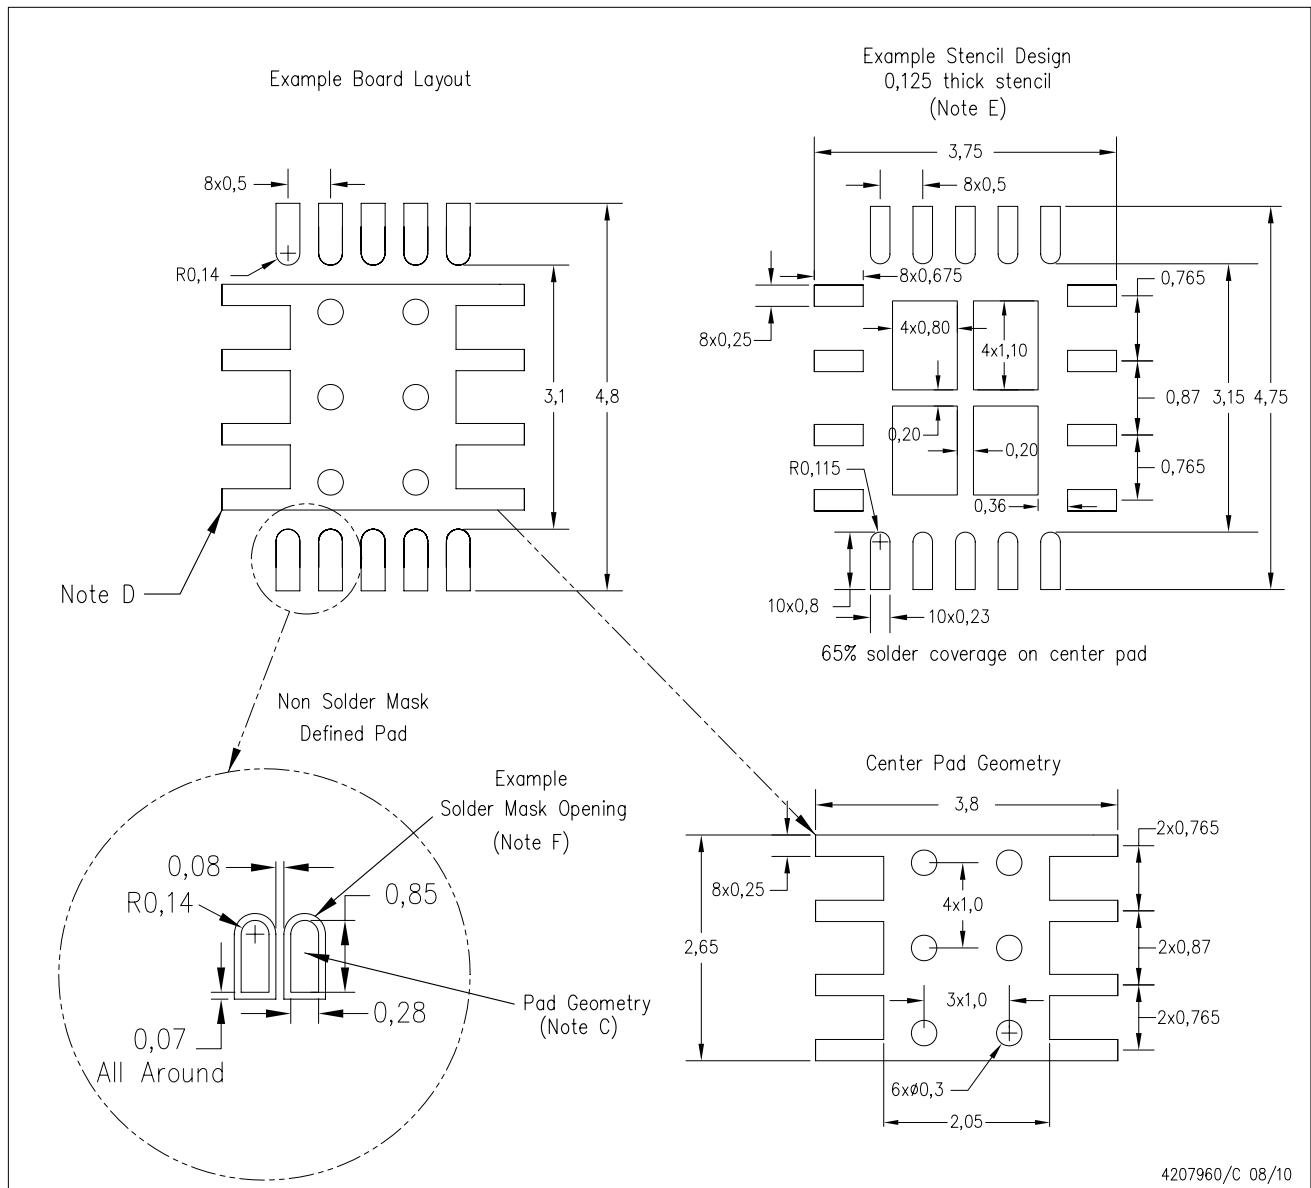 Example Board Layout
8x0,5
R0,14
3,1
4,8
Note D
Example Stencil Design
0,125 thick stencil
(Note E)
3,75
8x0,5
8x0,675
0,765
8x0,25
4x0,80
4x1,10
0,87
3,15
4,75
0,20
0,20
R0,115
0,765
0,36
10x0,8
10x0,23
65% solder coverage on center pad
Non Solder Mask
Defined Pad
Example
Solder Mask Opening
(Note F)
0,08
R0,14
0,85
0,28
Pad Geometry
(Note C)
0,07
All Around
Center Pad Geometry
3,8
2x0,765
8x0,25
4x1,0
2,65
2x0,87
3x1,0
2x0,765
6xø0,3
2,05
4207960/C 08/10